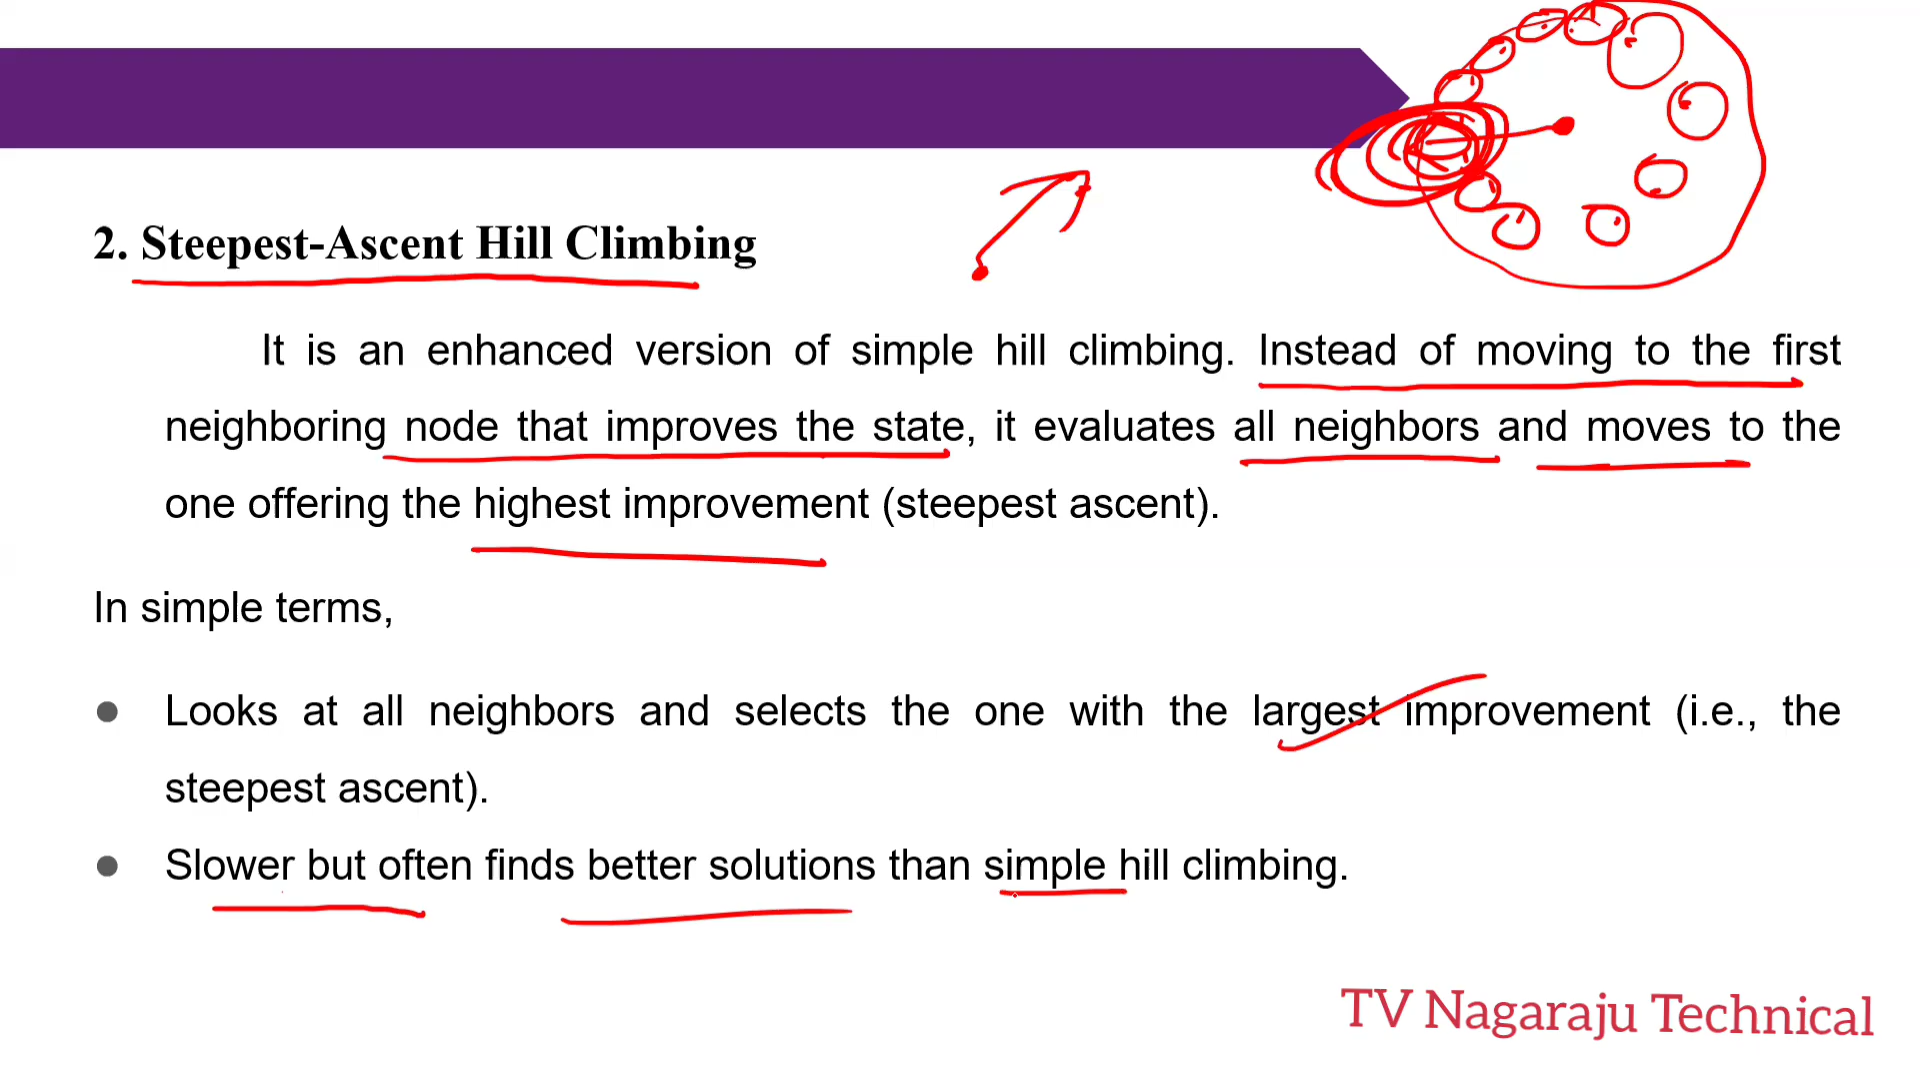 2. Steepest-Ascent Hill Climbing
It is an enhanced version of simple hill climbing. Instead of moving to the first
neighboring node that improves the state, it evaluates all neighbors and moves to the
one offering the highest improvement (steepest ascent).
In simple terms,
● Looks at all neighbors and selects the one with the largest improvement (i.e., the
steepest ascent).
● Slower but often finds better solutions than simple hill climbing.
TV Nagaraju Technical